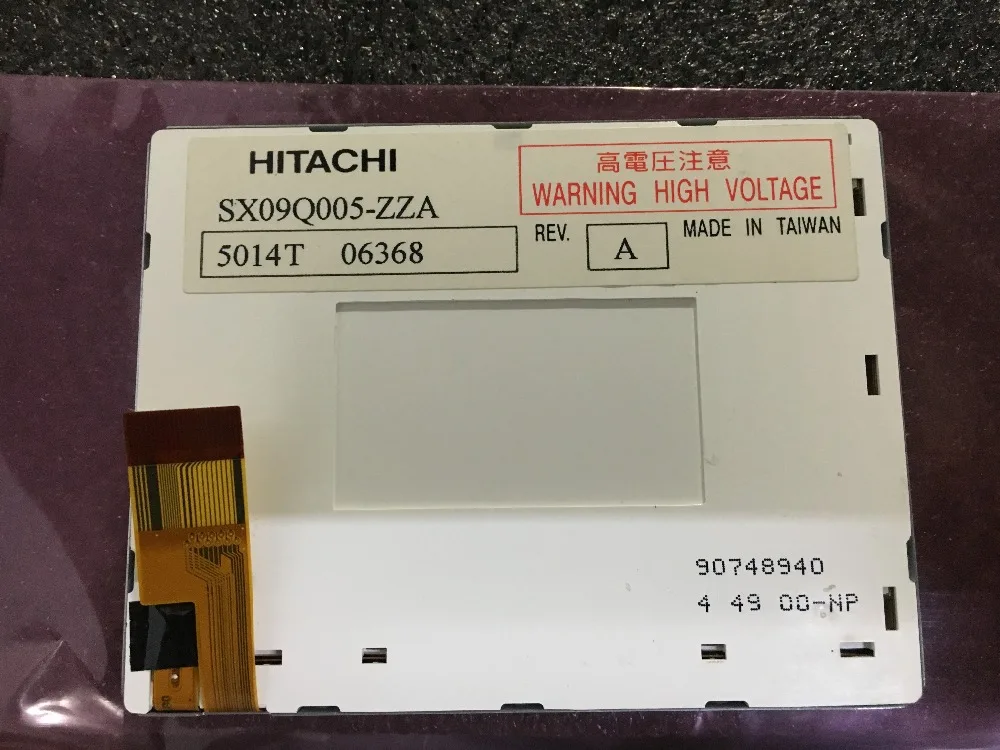 HITACHI
高電圧注意
WARNING HIGH VOLTAGE
SX09Q005-ZZA
5014T 06368
REV. A
MADE IN TAIWAN
90748940
4 49 00-NP